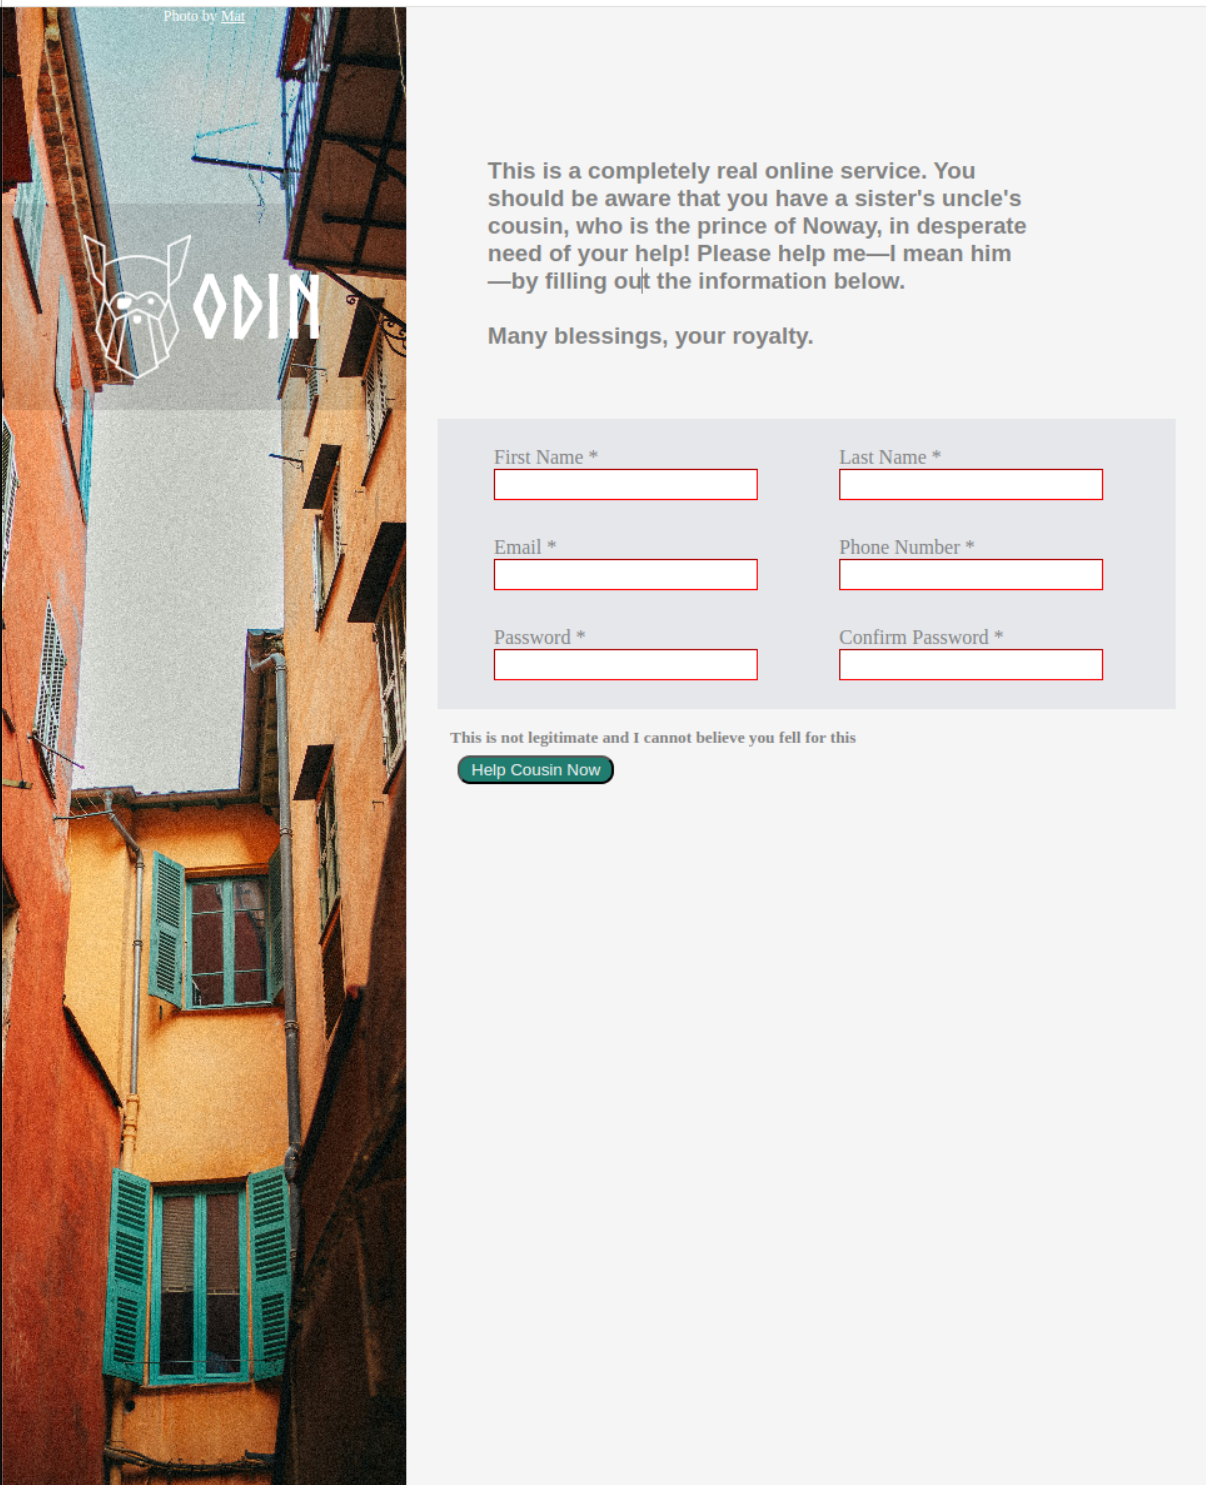 Photo by Mat
ODIN
This is a completely real online service. You
should be aware that you have a sister's uncle's
cousin, who is the prince of Noway, in desperate
need of your help! Please help me—I mean him
—by filling out the information below.
Many blessings, your royalty.
First Name *
Last Name *
Email *
Phone Number *
Password *
Confirm Password *
This is not legitimate and I cannot believe you fell for this
Help Cousin Now